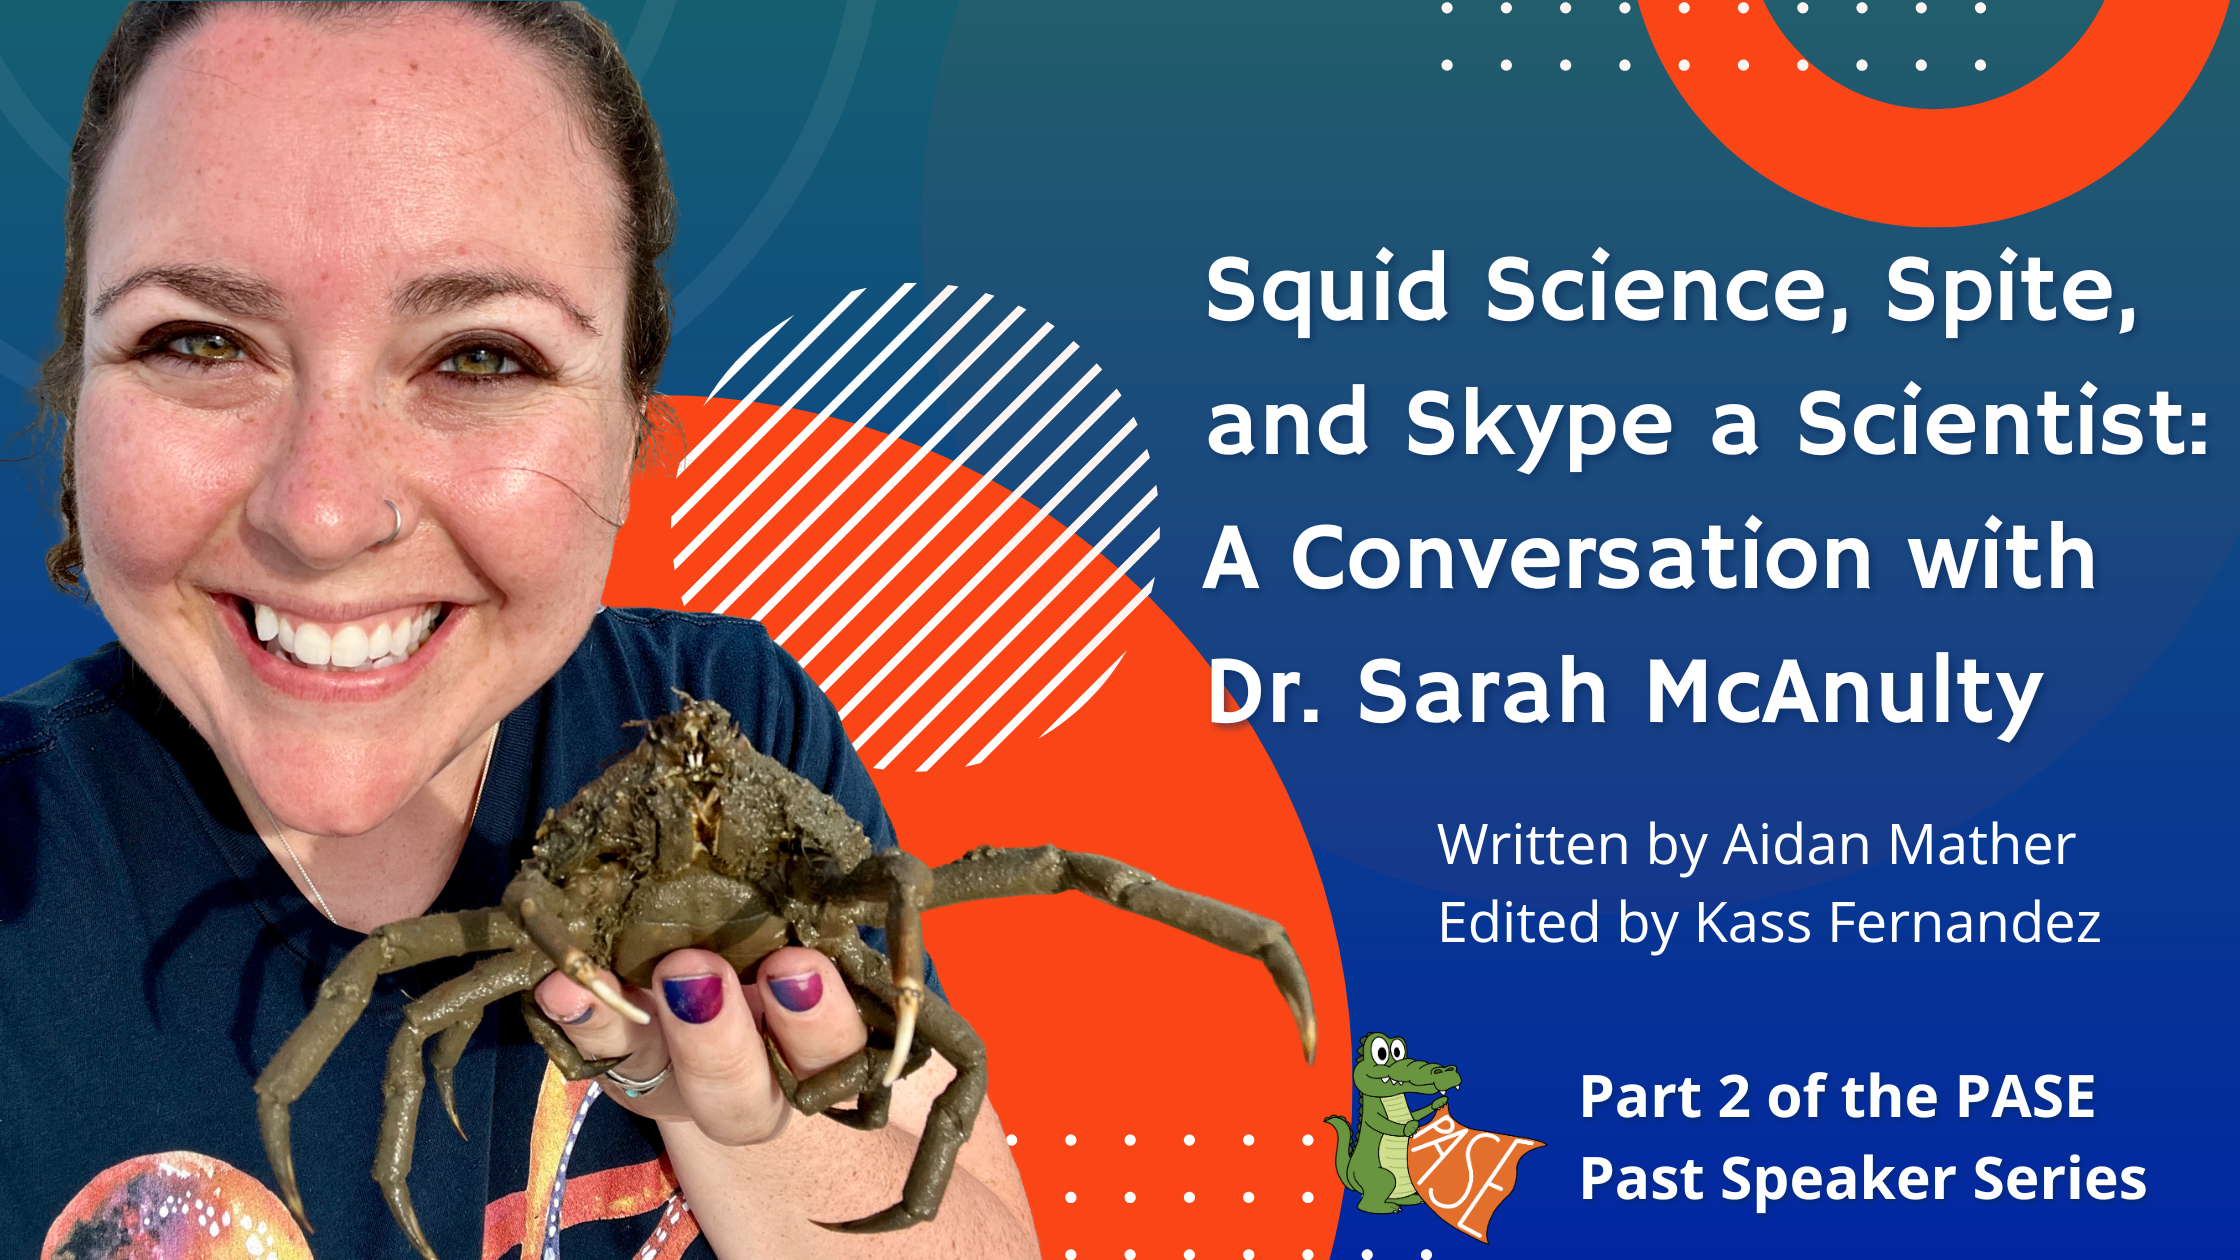 Squid Science, Spite,
and Skype a Scientist:
A Conversation with
Dr. Sarah McAnulty
Written by Aidan Mather
Edited by Kass Fernandez
PASE
Part 2 of the PASE
Past Speaker Series